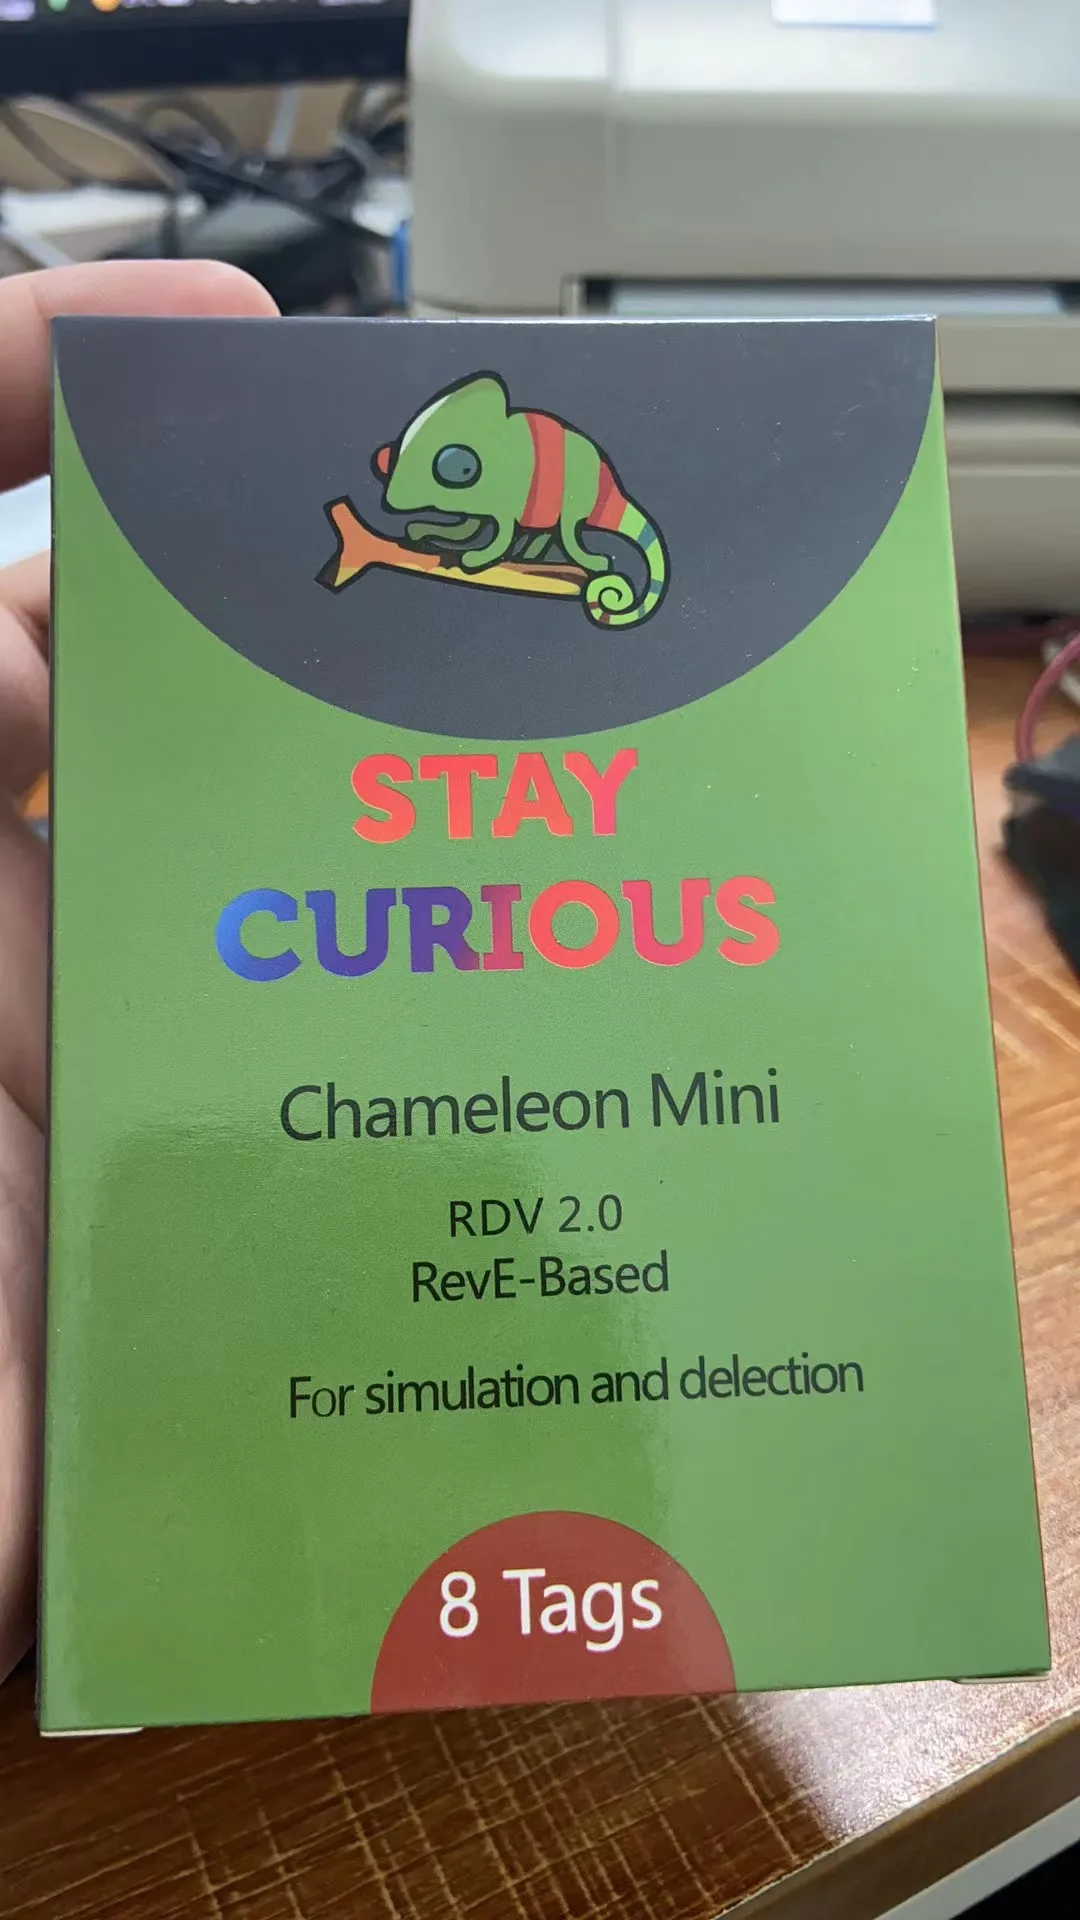 STAY
CURIOUS
Chameleon Mini
RDV 2.0
RevE-Based
For simulation and delection
8 Tags